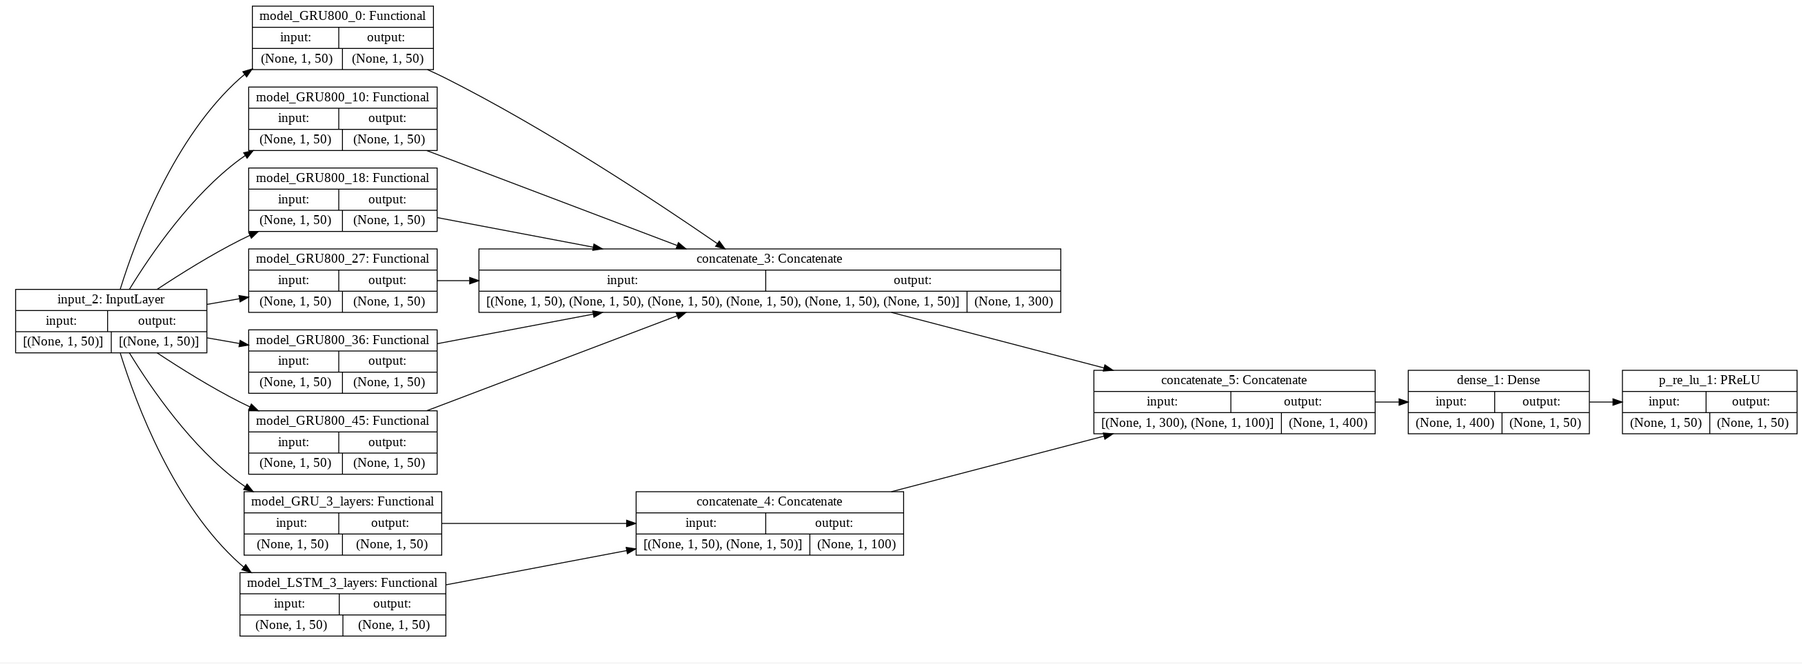 model_GRU800_0: Functional
input: output:
(None, 1, 50) (None, 1, 50)
model_GRU800_10: Functional
input: output:
(None, 1, 50) (None, 1, 50)
model_GRU800_18: Functional
input: output:
(None, 1, 50) (None, 1, 50)
model_GRU800_27: Functional
input: output:
(None, 1, 50) (None, 1, 50)
concatenate_3: Concatenate
input: output:
[(None, 1, 50), (None, 1, 50), (None, 1, 50), (None, 1, 50), (None, 1, 50), (None, 1, 50)] (None, 1, 300)
input_2: InputLayer
input: output:
[(None, 1, 50)] [(None, 1, 50)]
model_GRU800_36: Functional
input: output:
(None, 1, 50) (None, 1, 50)
model_GRU800_45: Functional
input: output:
(None, 1, 50) (None, 1, 50)
concatenate_5: Concatenate
input: output:
[(None, 1, 300), (None, 1, 100)] (None, 1, 400)
dense_1: Dense
input: output:
(None, 1, 400) (None, 1, 50)
p_re_lu_1: PReLU
input: output:
(None, 1, 50) (None, 1, 50)
model_GRU_3_layers: Functional
input: output:
(None, 1, 50) (None, 1, 50)
concatenate_4: Concatenate
input: output:
[(None, 1, 50), (None, 1, 50)] (None, 1, 100)
model_LSTM_3_layers: Functional
input: output:
(None, 1, 50) (None, 1, 50)